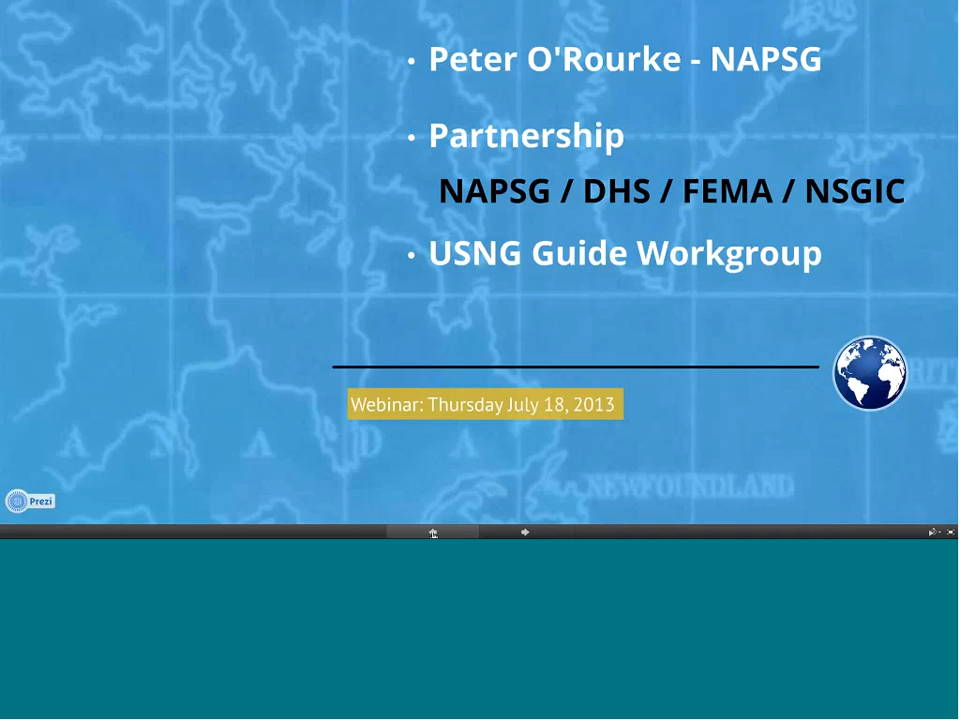 • Peter O'Rourke - NAPSG
• Partnership
NAPSG / DHS / FEMA / NSGIC
• USNG Guide Workgroup
Webinar: Thursday July 18, 2013
C A N A D A
NEWFOUNDLAND
Prezi